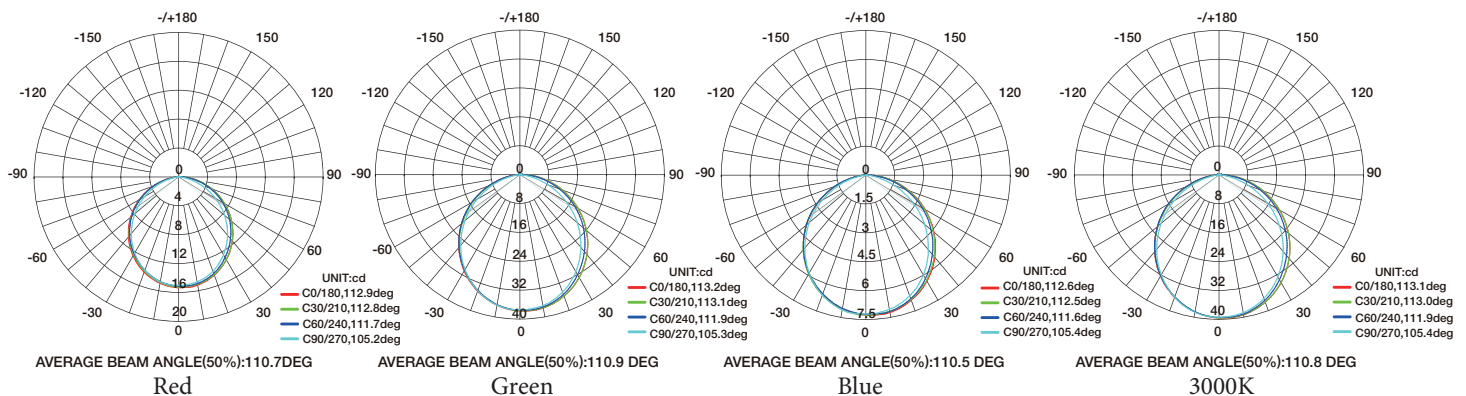 -/+180
-150
150
-120
120
-90
90
0
4
8
12
16
20
-60
60
-30
30
0
UNIT:cd
C0/180,112.9deg
C30/210,112.8deg
C60/240,111.7deg
C90/270,105.2deg
AVERAGE BEAM ANGLE(50%):110.7DEG
Red
-/+180
-150
150
-120
120
-90
90
0
8
16
24
32
40
-60
60
-30
30
0
UNIT:cd
C0/180,113.2deg
C30/210,113.1deg
C60/240,111.9deg
C90/270,105.3deg
AVERAGE BEAM ANGLE(50%):110.9 DEG
Green
-/+180
-150
150
-120
120
-90
90
0
1.5
3
4.5
6
7.5
-60
60
-30
30
0
UNIT:cd
C0/180,112.6deg
C30/210,112.5deg
C60/240,111.6deg
C90/270,105.4deg
AVERAGE BEAM ANGLE(50%):110.5 DEG
Blue
-/+180
-150
150
-120
120
-90
90
0
8
16
24
32
40
-60
60
-30
30
0
UNIT:cd
C0/180,113.1deg
C30/210,113.0deg
C60/240,111.9deg
C90/270,105.4deg
AVERAGE BEAM ANGLE(50%):110.8 DEG
3000K